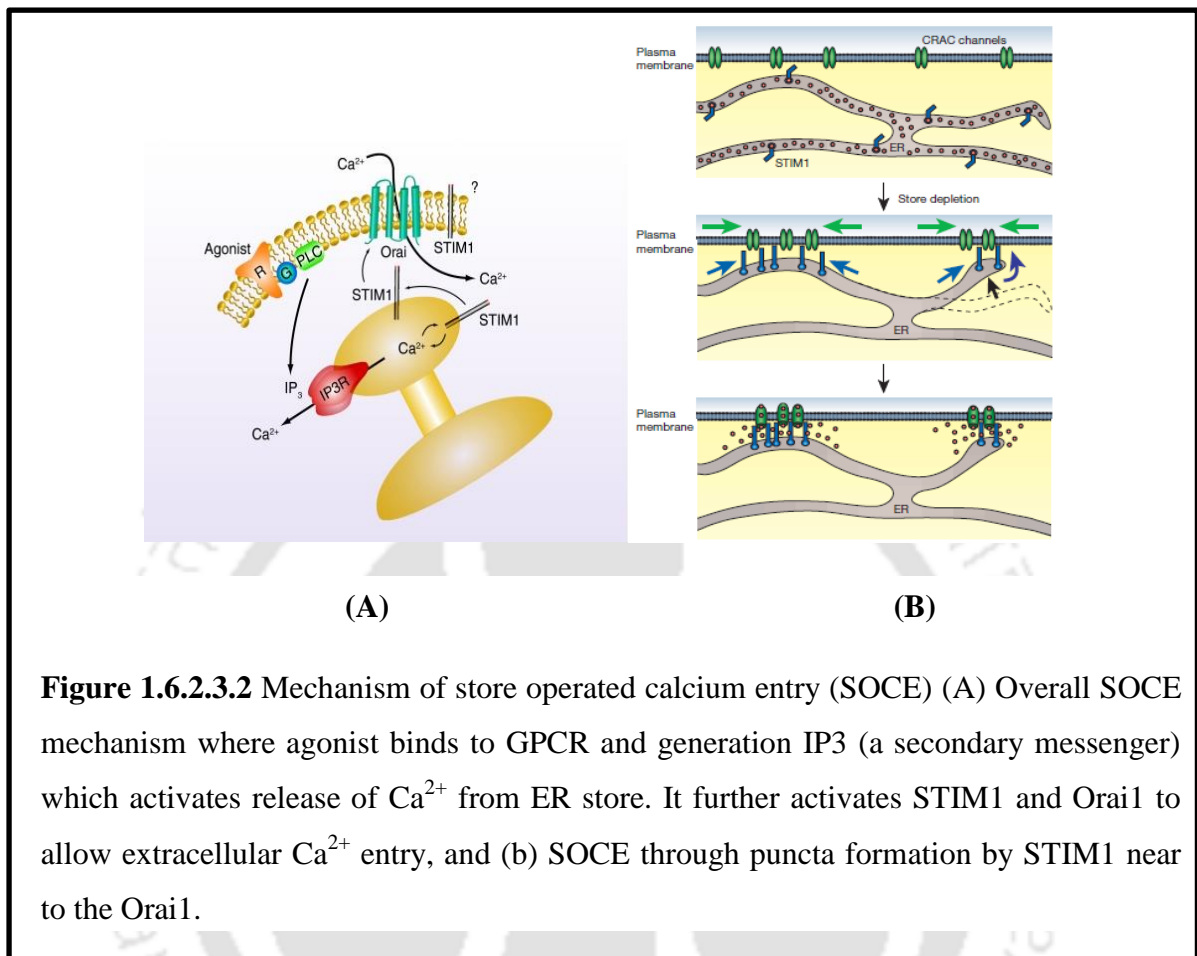 Ca2+
?
Agonist
R
G
PLC
Orai
STIM1
Ca2+
STIM1
STIM1
Ca2+
IP3
IP3R
Ca2+
CRAC channels
Plasma
membrane
ER
STIM1
Store depletion
Plasma
membrane
ER
Plasma
membrane
ER
(A)
(B)
Figure 1.6.2.3.2 Mechanism of store operated calcium entry (SOCE) (A) Overall SOCE
mechanism where agonist binds to GPCR and generation IP3 (a secondary messenger)
which activates release of Ca2+ from ER store. It further activates STIM1 and Orai1 to
allow extracellular Ca2+ entry, and (b) SOCE through puncta formation by STIM1 near
to the Orai1.